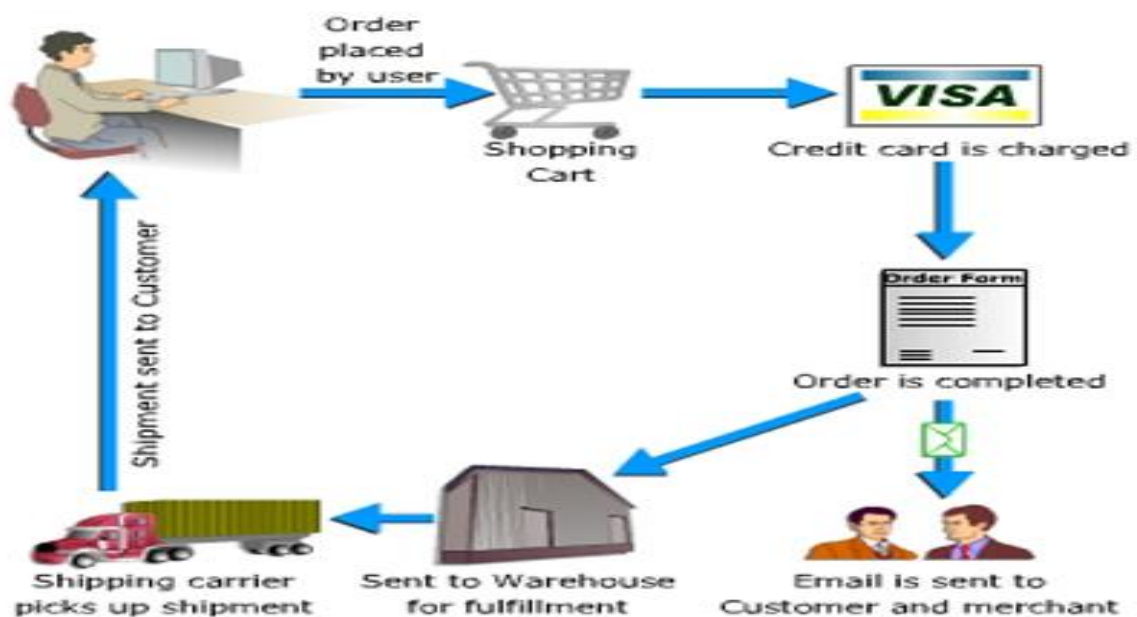 Order
placed
by user
Shopping
Cart
VISA
Credit card is charged
Order Form
Order is completed
Shipment sent to Customer
Shipping carrier
picks up shipment
Sent to Warehouse
for fulfillment
Email is sent to
Customer and merchant